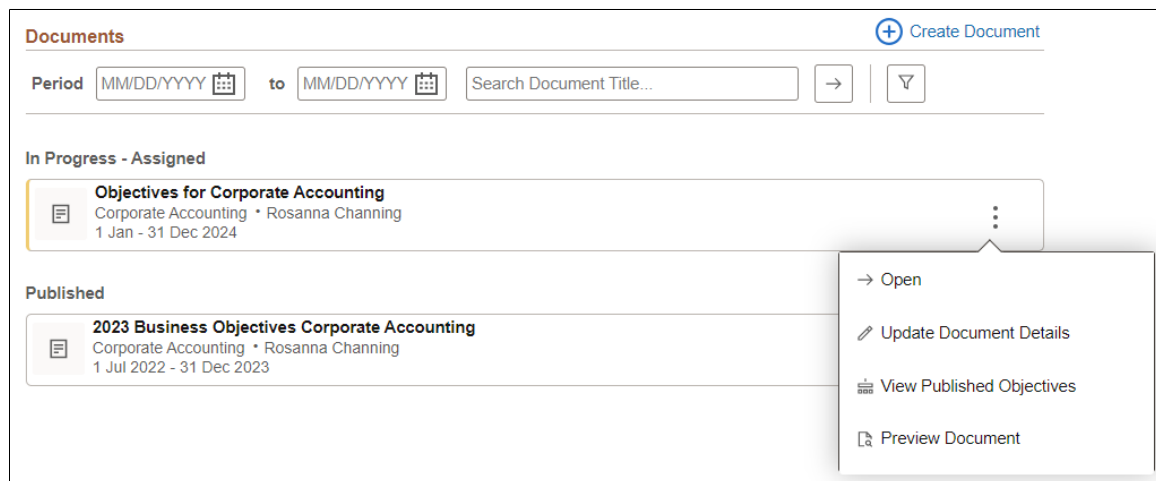 Documents
Create Document
Period MM/DD/YYYY to MM/DD/YYYY Search Document Title...
In Progress - Assigned
Objectives for Corporate Accounting
Corporate Accounting • Rosanna Channing
1 Jan - 31 Dec 2024
Open
Published
2023 Business Objectives Corporate Accounting
Update Document Details
Corporate Accounting • Rosanna Channing
1 Jul 2022 - 31 Dec 2023
View Published Objectives
Preview Document